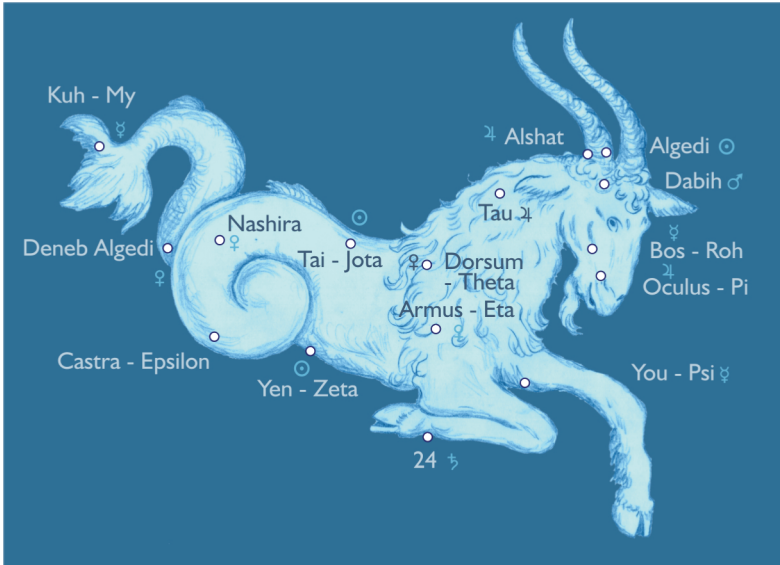 Kuh - My
☿
♃ Alshat
Algedi ☉
Dabih ♂
Tau ♃
Nashira
♀
☉
Deneb Algedi
♀
Tai - Jota
♀ Dorsum
- Theta
☿
Bos - Roh
♃
Oculus - Pi
Armus - Eta
♀
Castra - Epsilon
☉
Yen - Zeta
You - Psi ☿
24 ♄